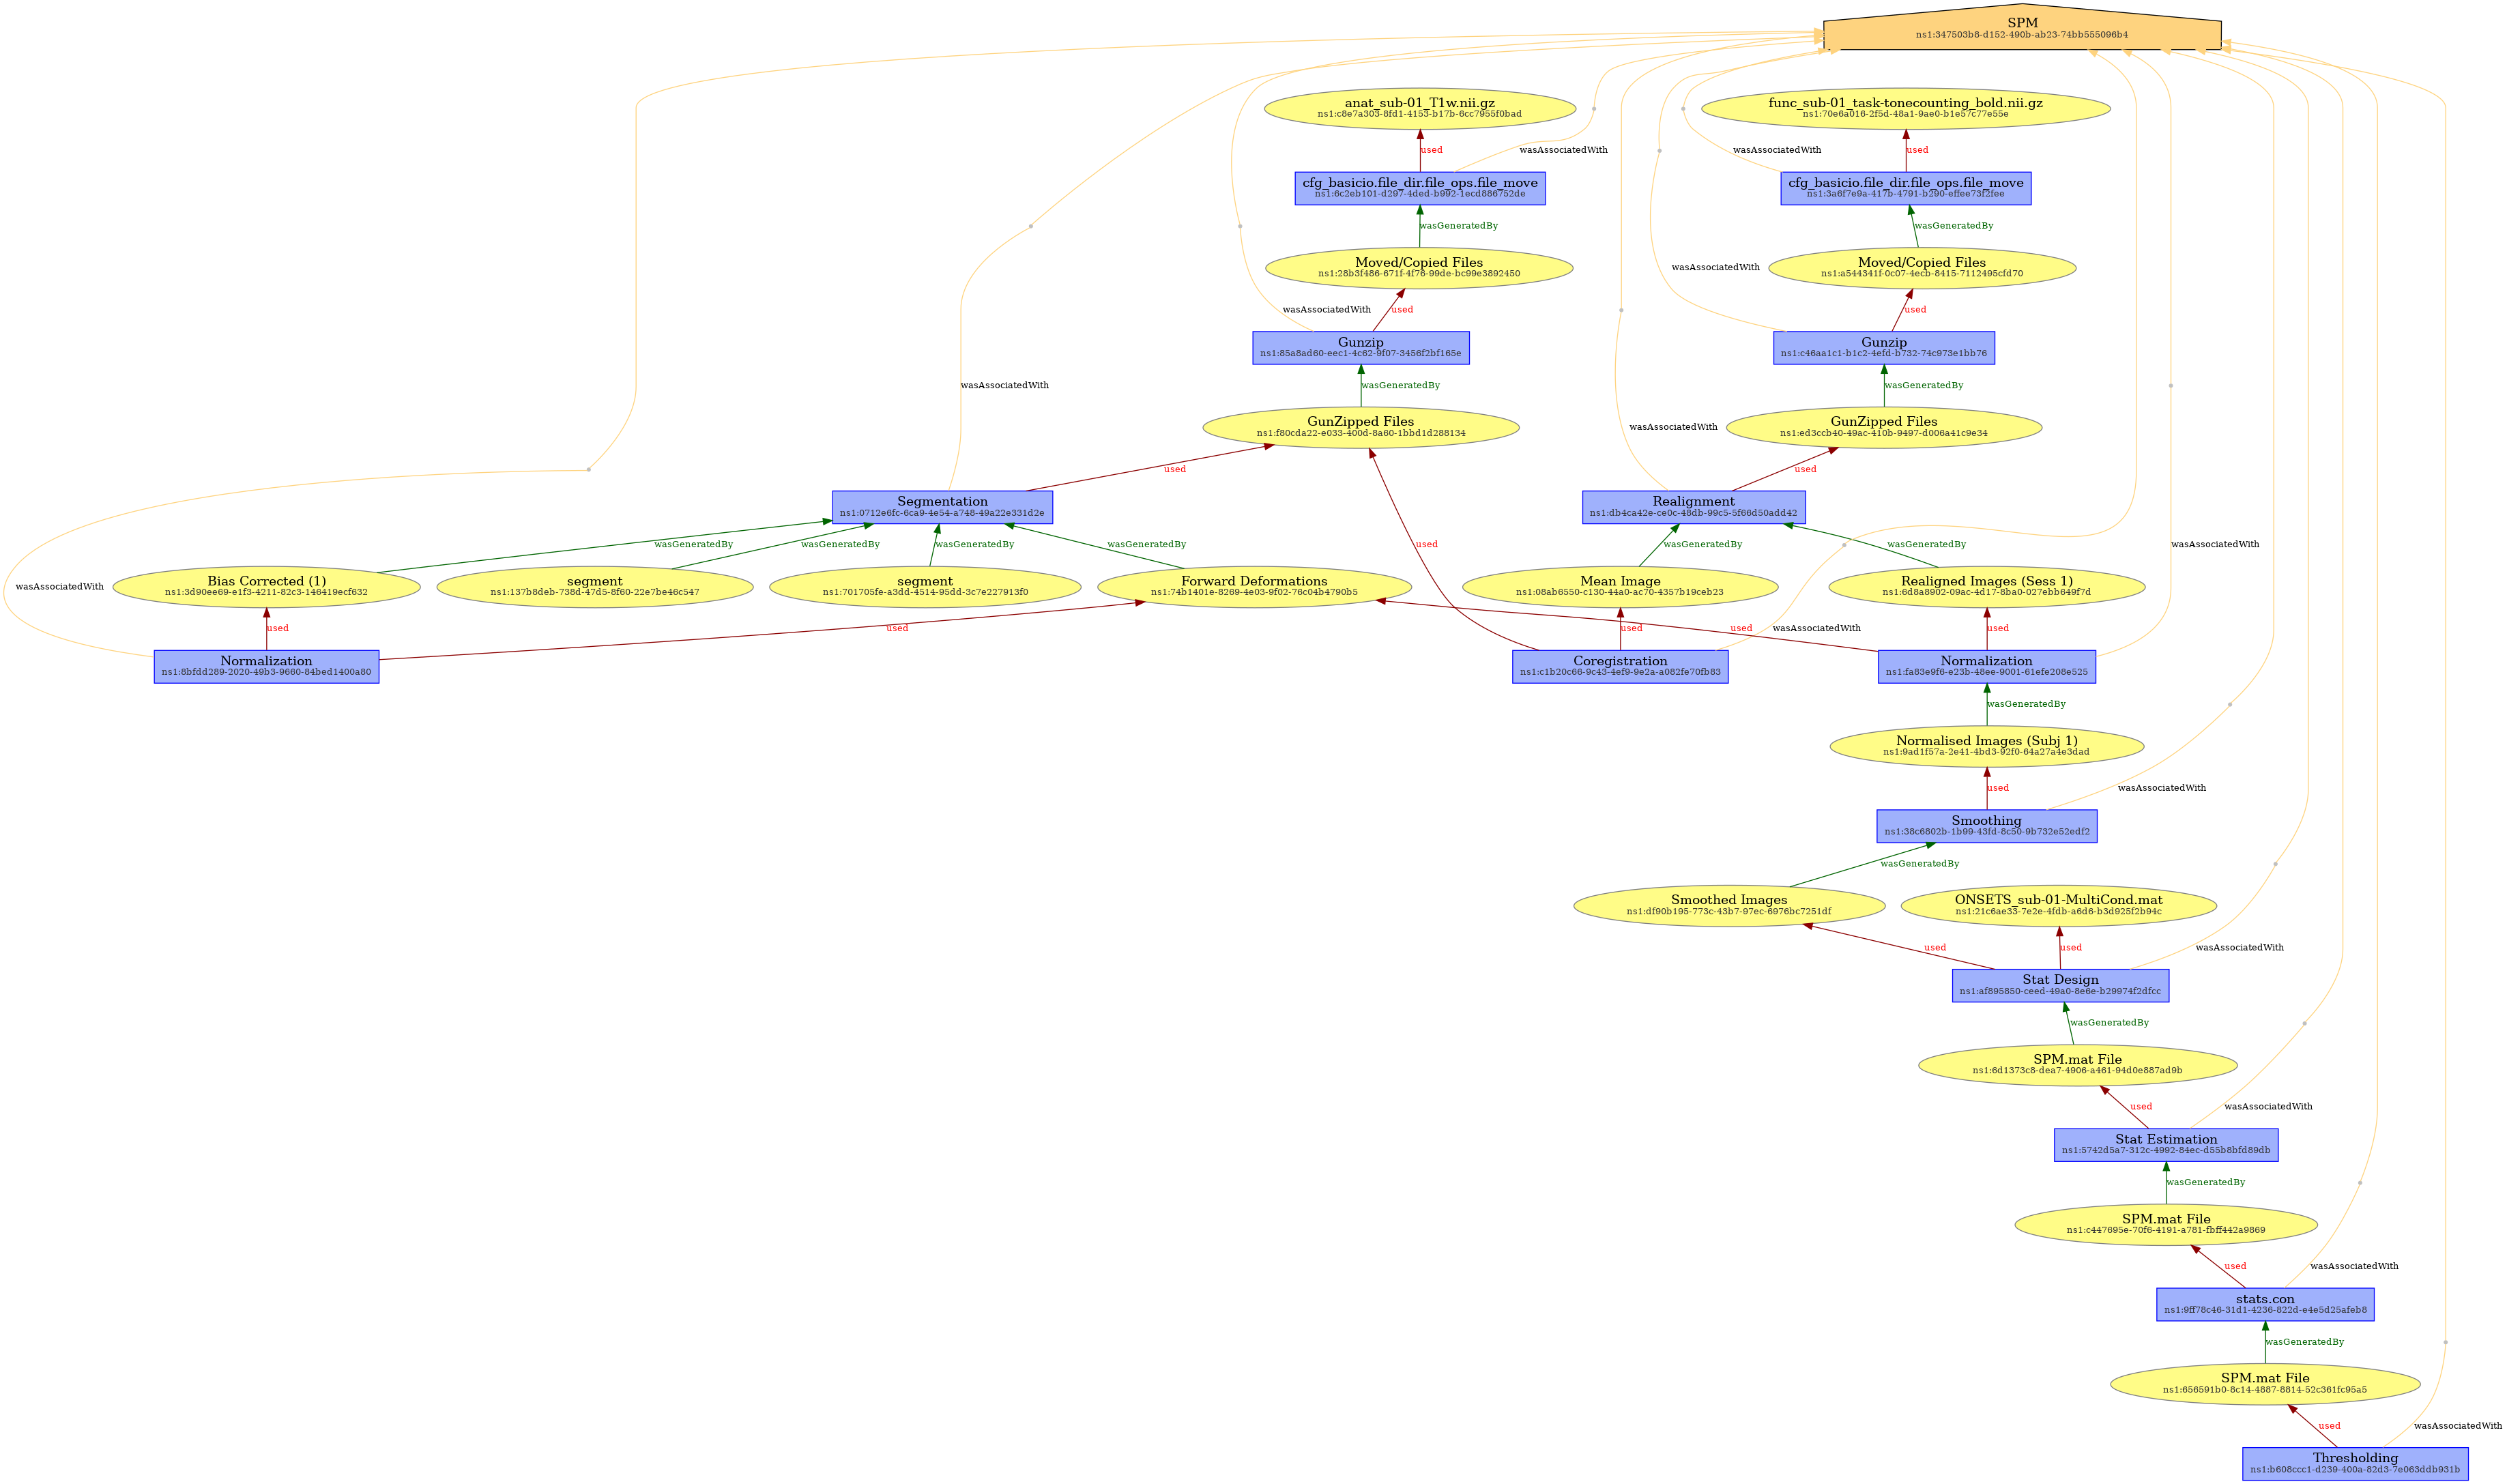 SPM
ns1:347503b8-d152-490b-ab23-74bb555096b4
anat_sub-01_T1w.nii.gz
ns1:c8e7a303-8fd1-4153-b17b-6cc7955f0bad
func_sub-01_task-tonecounting_bold.nii.gz
ns1:70e6a016-2f5d-48a1-9ae0-b1e57c77e55e
used
wasAssociatedWith
wasAssociatedWith
used
cfg_basicio.file_dir.file_ops.file_move
ns1:6c2eb101-d297-4ded-b992-1ecd886752de
cfg_basicio.file_dir.file_ops.file_move
ns1:3a6f7e9a-417b-4791-b290-effee73f2fee
wasGeneratedBy
wasGeneratedBy
Moved/Copied Files
ns1:28b3f486-671f-4f76-99de-bc99e3892450
Moved/Copied Files
ns1:a544341f-0c07-4ecb-8415-7112495cfd70
wasAssociatedWith
wasAssociatedWith
used
used
Gunzip
ns1:85a8ad60-eec1-4c62-9f07-3456f2bf165e
Gunzip
ns1:c46aa1c1-b1c2-4efd-b732-74c973e1bb76
wasAssociatedWith
wasGeneratedBy
wasGeneratedBy
GunZipped Files
ns1:f80cda22-e033-400d-8a60-1bbd1d288134
wasAssociatedWith
GunZipped Files
ns1:ed3ccb40-49ac-410b-9497-d006a41c9e34
used
used
Segmentation
ns1:0712e6fc-6ca9-4e54-a748-49a22e331d2e
Realignment
ns1:db4ca42e-ce0c-48db-99c5-5f66d50add42
wasGeneratedBy
wasGeneratedBy
wasGeneratedBy
wasGeneratedBy
used
wasGeneratedBy
wasGeneratedBy
wasAssociatedWith
wasAssociatedWith
Bias Corrected (1)
ns1:3d90ee69-e1f3-4211-82c3-146419ecf632
segment
ns1:137b8deb-738d-47d5-8f60-22e7be46c547
segment
ns1:701705fe-a3dd-4514-95dd-3c7e227913f0
Forward Deformations
ns1:74b1401e-8269-4e03-9f02-76c04b4790b5
Mean Image
ns1:08ab6550-c130-44a0-ac70-4357b19ceb23
Realigned Images (Sess 1)
ns1:6d8a8902-09ac-4d17-8ba0-027ebb649f7d
used
used
used
used
wasAssociatedWith
used
Normalization
ns1:8bfdd289-2020-49b3-9660-84bed1400a80
Coregistration
ns1:c1b20c66-9c43-4ef9-9e2a-a082fe70fb83
Normalization
ns1:fa83e9f6-e23b-48ee-9001-61efe208e525
wasGeneratedBy
Normalised Images (Subj 1)
ns1:9ad1f57a-2e41-4bd3-92f0-64a27a4e3dad
used
wasAssociatedWith
Smoothing
ns1:38c6802b-1b99-43fd-8c50-9b732e52edf2
wasGeneratedBy
Smoothed Images
ns1:df90b195-773c-43b7-97ec-6976bc7251df
ONSETS_sub-01-MultiCond.mat
ns1:21c6ae33-7e2e-4fdb-a6d6-b3d925f2b94c
used
used
wasAssociatedWith
Stat Design
ns1:af895850-ceed-49a0-8e6e-b29974f2dfcc
wasGeneratedBy
SPM.mat File
ns1:6d1373c8-dea7-4906-a461-94d0e887ad9b
used
wasAssociatedWith
Stat Estimation
ns1:5742d5a7-312c-4992-84ec-d55b8bfd89db
wasGeneratedBy
SPM.mat File
ns1:c447695e-70f6-4191-a781-fbff442a9869
used
wasAssociatedWith
stats.con
ns1:9ff78c46-31d1-4236-822d-e4e5d25afeb8
wasGeneratedBy
SPM.mat File
ns1:656591b0-8c14-4887-8814-52c361fc95a5
used
wasAssociatedWith
Thresholding
ns1:b608ccc1-d239-400a-82d3-7e063ddb931b